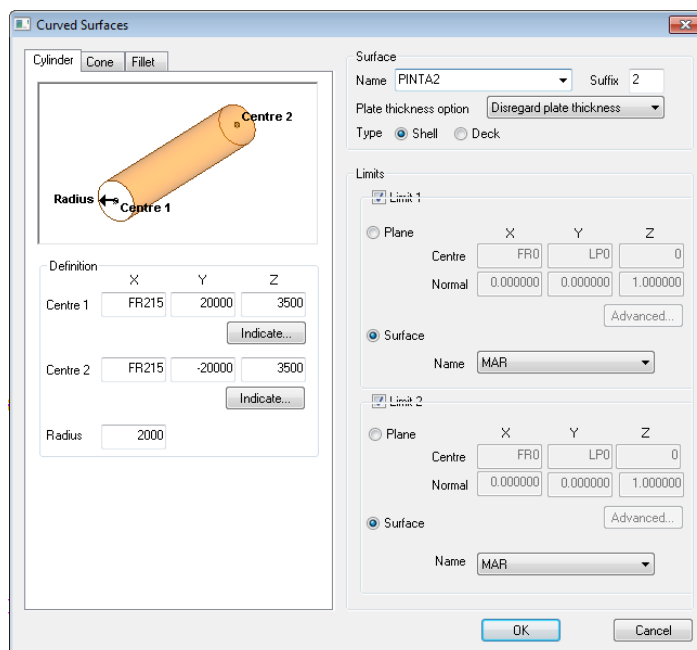 Curved Surfaces
Cylinder Cone Fillet
Centre 2
Radius
Centre 1
Definition
X Y Z
Centre 1 FR215 20000 3500
Indicate...
Centre 2 FR215 -20000 3500
Indicate...
Radius 2000
Surface
Name PINTA2 Suffix 2
Plate thickness option Disregard plate thickness
Type Shell Deck
Limits
Limit 1
Plane X Y Z
Centre FR0 LP0 0
Normal 0.000000 0.000000 1.000000
Advanced...
Surface
Name MAR
Limit 2
Plane X Y Z
Centre FR0 LP0 0
Normal 0.000000 0.000000 1.000000
Advanced...
Surface
Name MAR
OK Cancel